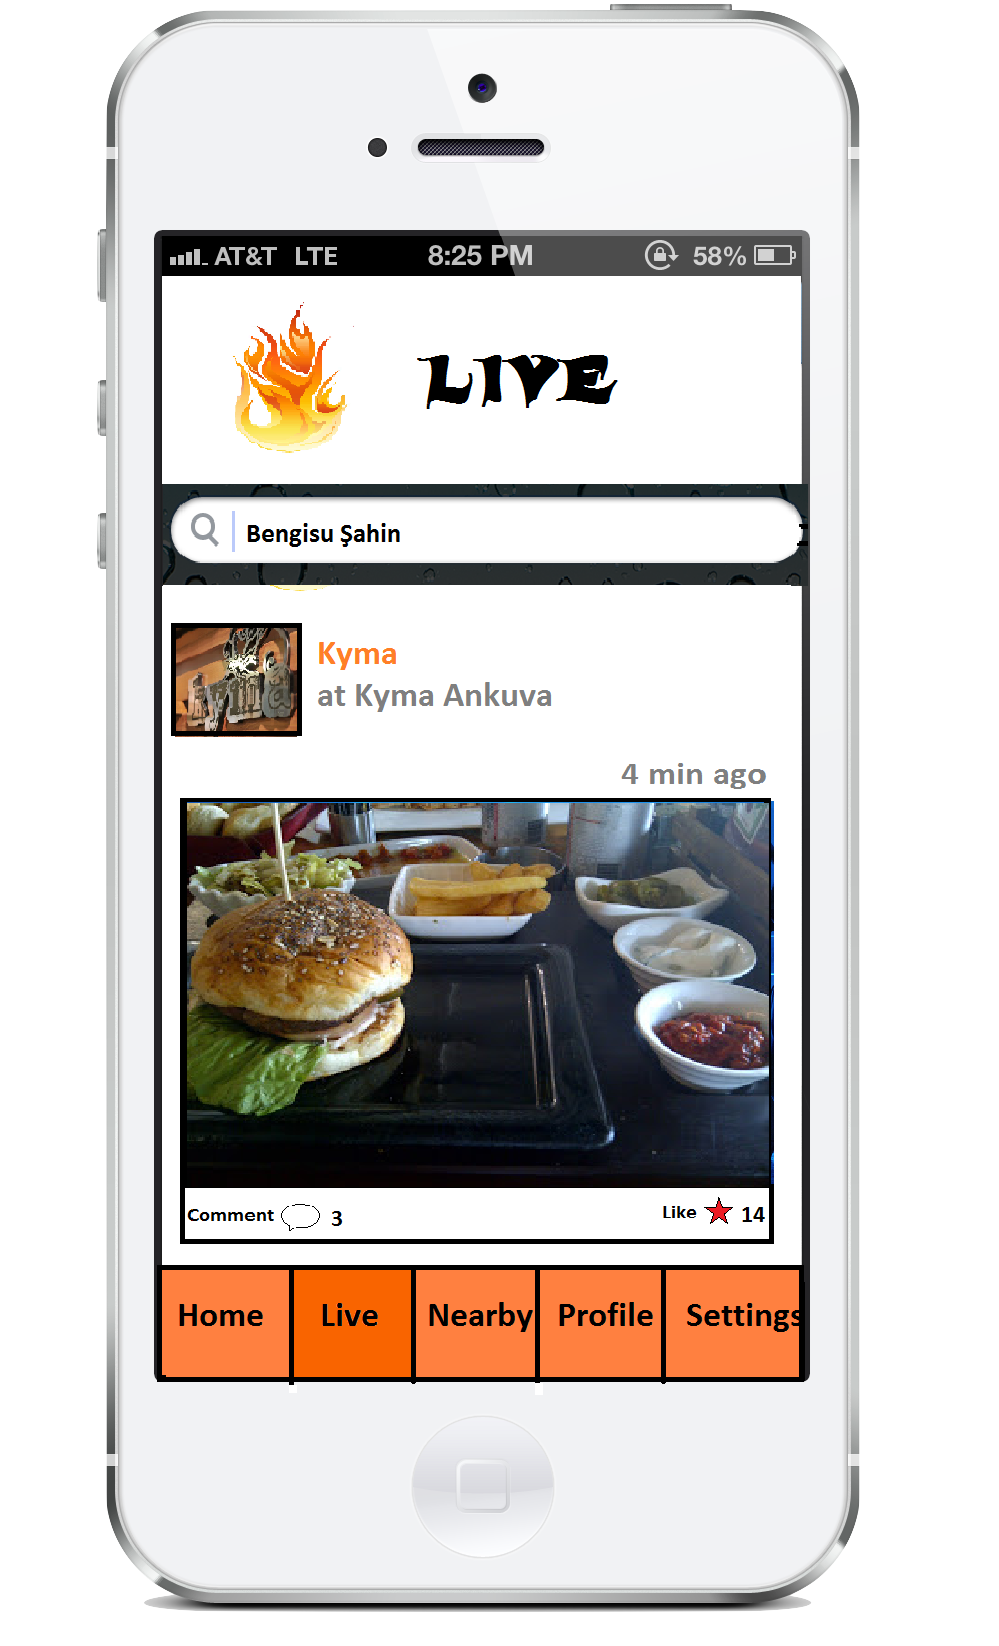 AT&T LTE 8:25 PM 58%
LIVE
Bengisu Şahin
Kyma
at Kyma Ankuva
kyma
4 min ago
Comment 3 Like 14
Home Live Nearby Profile Settings